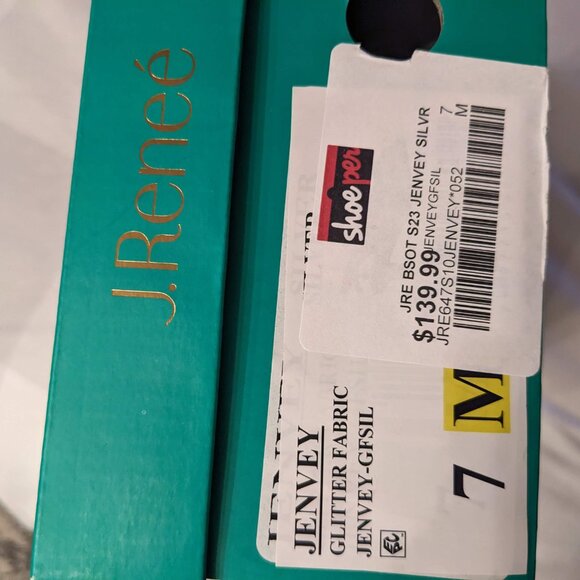 J.Reneé
shoe per
JRE BSOT S23 JENVEY SILVR
7
M
$139.99 JENVEYGFSIL
JRE647S10JENVEY*052
JENVEY
GLITTER FABRIC
JENVEY-GFSIL
7 M